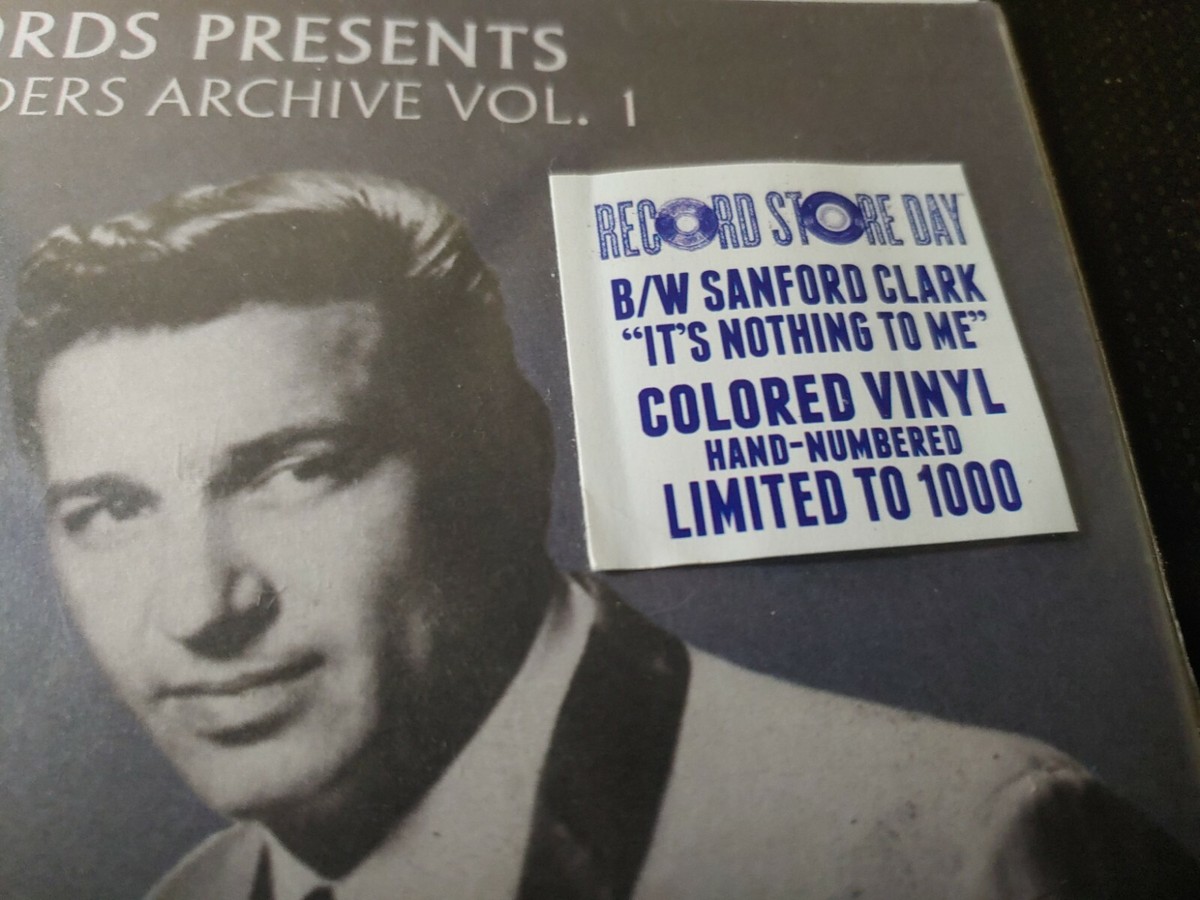 ORDS PRESENTS
DERS ARCHIVE VOL. 1
RECORD STORE DAY
B/W SANFORD CLARK
“IT’S NOTHING TO ME”
COLORED VINYL
HAND-NUMBERED
LIMITED TO 1000